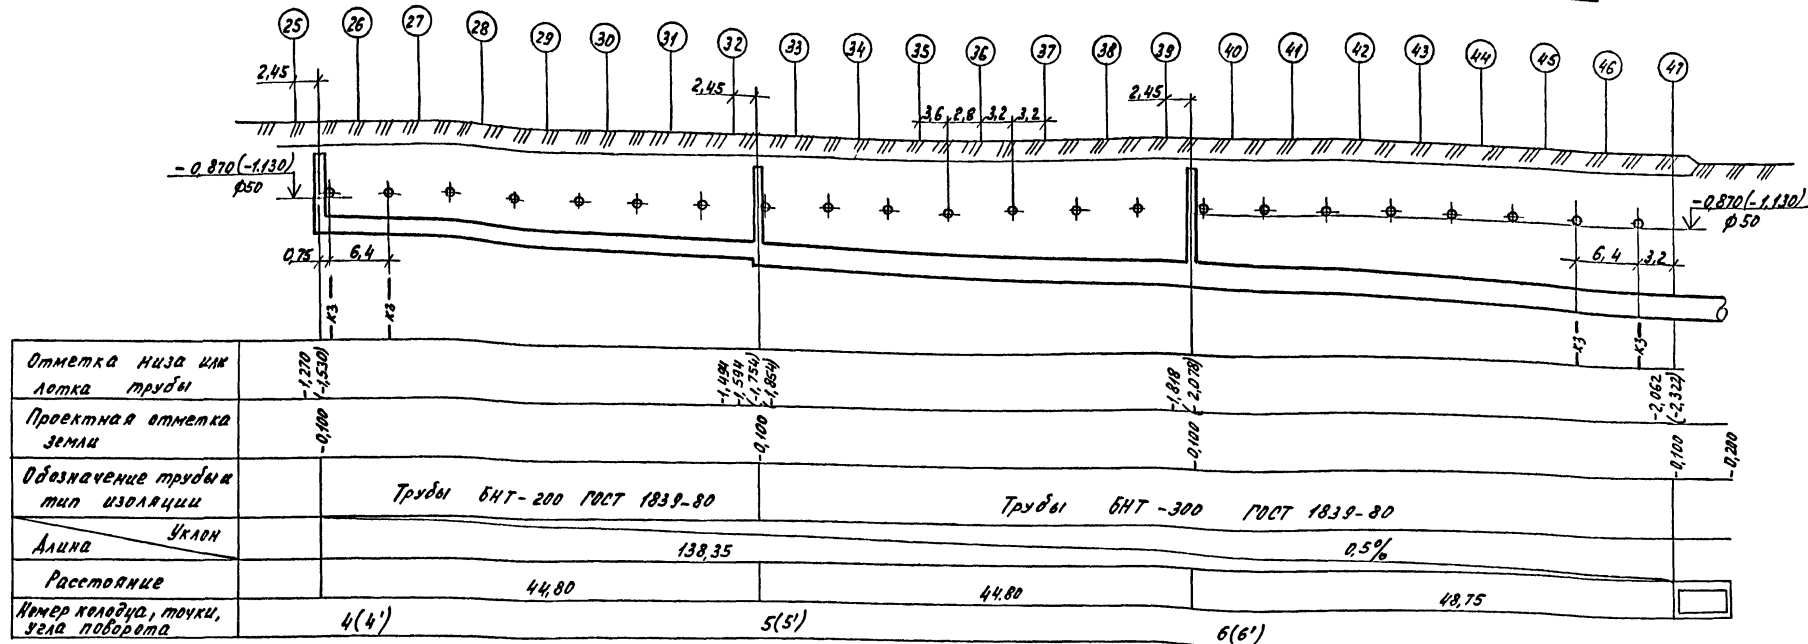 25 26 27 28 29 30 31 32 33 34 35 36 37 38 39 40 41 42 43 44 45 46 47
2,45 2,45 2,45
3,6 2,8 3,2 3,2
-0,870(-1.130)
ф50
-0,870(-1,130)
ф50
0,75 6,4
6,4 3,2
К3 К3 К3 К3
Отметка низа или
лотка трубы
-1,270
(-1,530)
-1,494
-1,594
(-1,754)
(-1,854)
-1,818
(-2,078)
-2,062
(-2,322)
Проектная отметка
земли
-0,100 -0,100 -0,100 -0,100 -0,200
Обозначение трубы и
тип изоляции
Трубы БНТ-200 ГОСТ 1839-80
Трубы БНТ-300 ГОСТ 1839-80
Уклон
Длина
138,35 0,5%
Расстояние
44,80 44.80 48,75
Номер колодца, точки,
угла поворота
4(4') 5(5') 6(6')